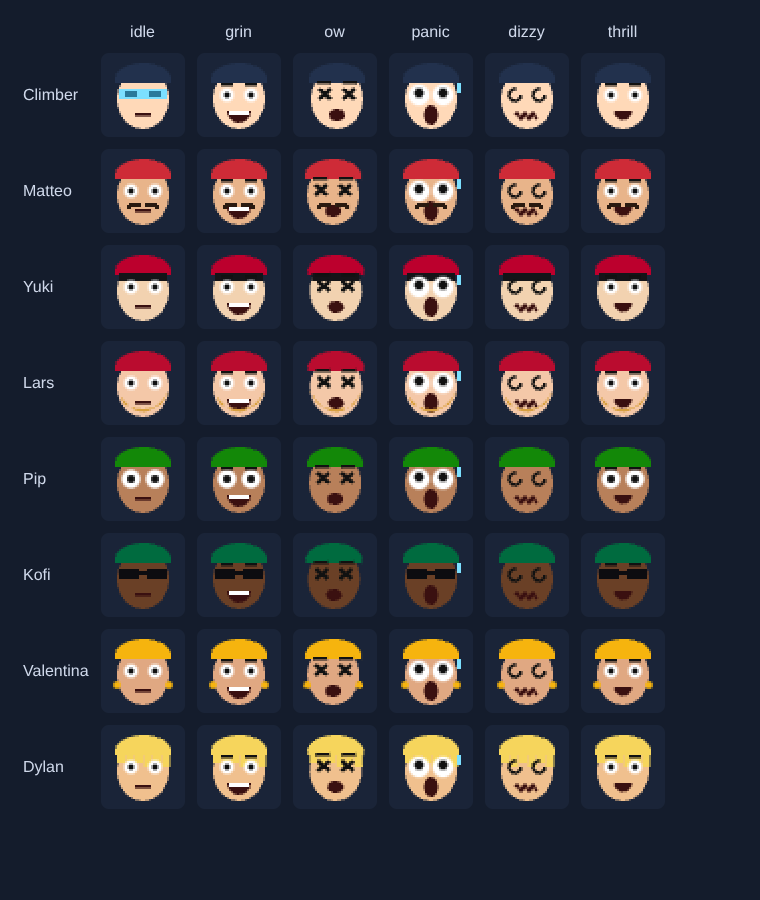 idle grin ow panic dizzy thrill
Climber
Matteo
Yuki
Lars
Pip
Kofi
Valentina
Dylan